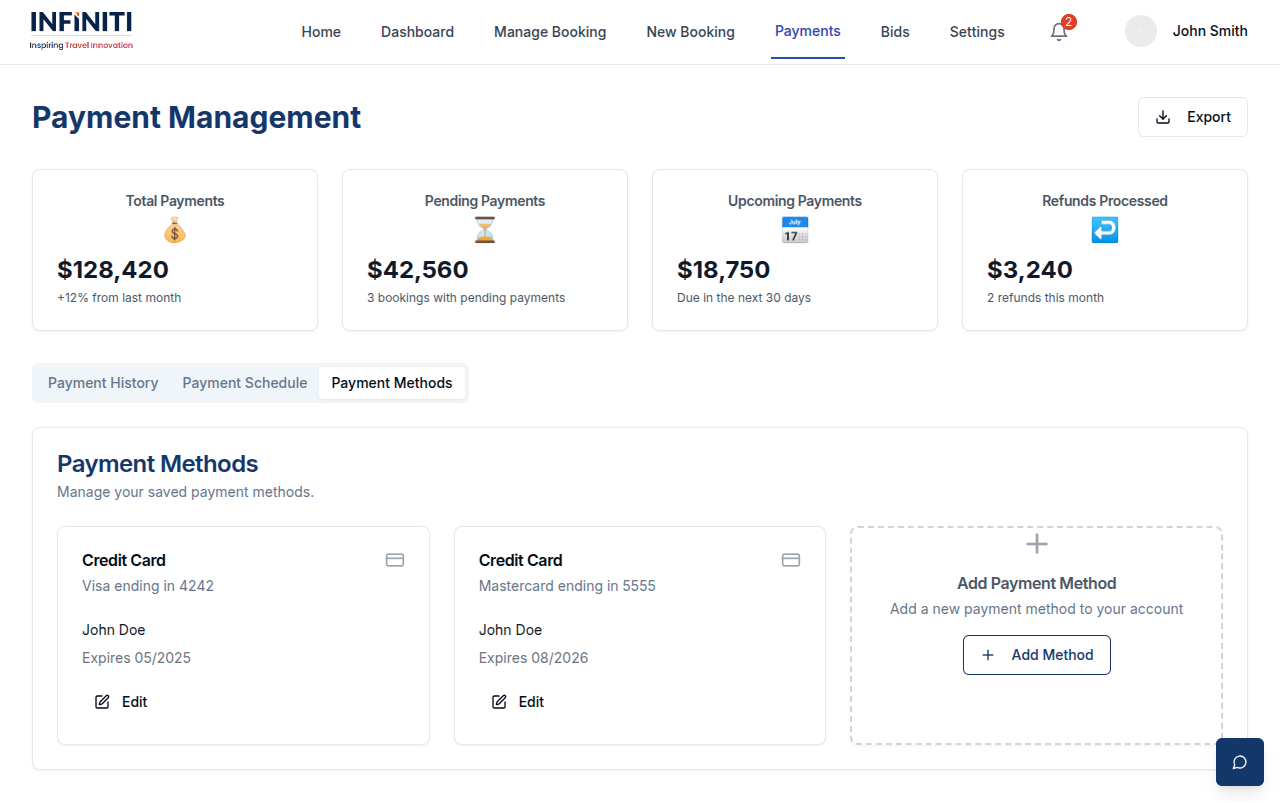 INFINITI
Inspiring Travel Innovation
Home
Dashboard
Manage Booking
New Booking
Payments
Bids
Settings
2
John Smith
Payment Management
Export
Total Payments
$128,420
+12% from last month
Pending Payments
$42,560
3 bookings with pending payments
Upcoming Payments
July
17
$18,750
Due in the next 30 days
Refunds Processed
$3,240
2 refunds this month
Payment History
Payment Schedule
Payment Methods
Payment Methods
Manage your saved payment methods.
Credit Card
Visa ending in 4242
John Doe
Expires 05/2025
Edit
Credit Card
Mastercard ending in 5555
John Doe
Expires 08/2026
Edit
Add Payment Method
Add a new payment method to your account
Add Method